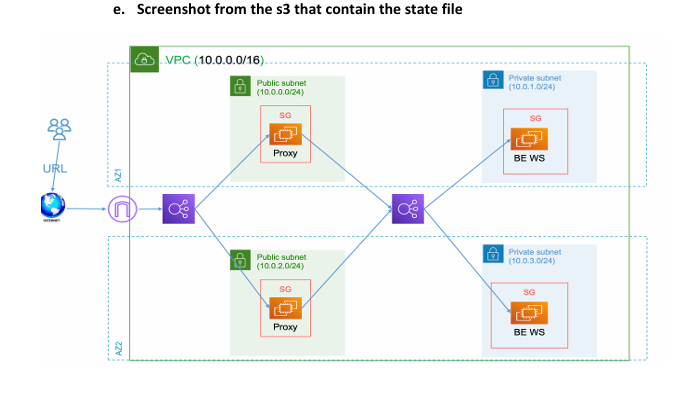 e. Screenshot from the s3 that contain the state file
VPC (10.0.0.0/16)
Public subnet
(10.0.0.0/24)
SG
Proxy
Private subnet
(10.0.1.0/24)
SG
BE WS
AZ1
URL
INTERNET
Public subnet
(10.0.2.0/24)
SG
Proxy
Private subnet
(10.0.3.0/24)
SG
BE WS
AZ2